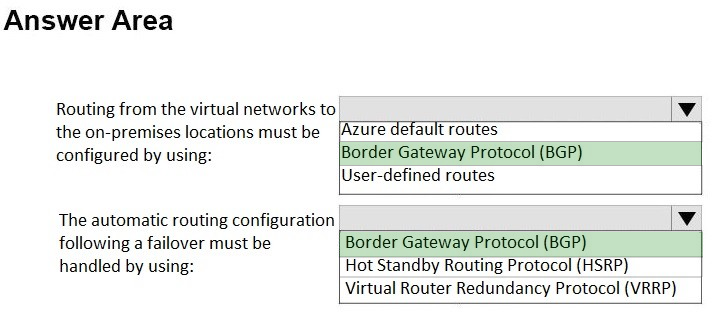 Answer Area
Routing from the virtual networks to
the on-premises locations must be
configured by using:
Azure default routes
Border Gateway Protocol (BGP)
User-defined routes
The automatic routing configuration
following a failover must be
handled by using:
Border Gateway Protocol (BGP)
Hot Standby Routing Protocol (HSRP)
Virtual Router Redundancy Protocol (VRRP)